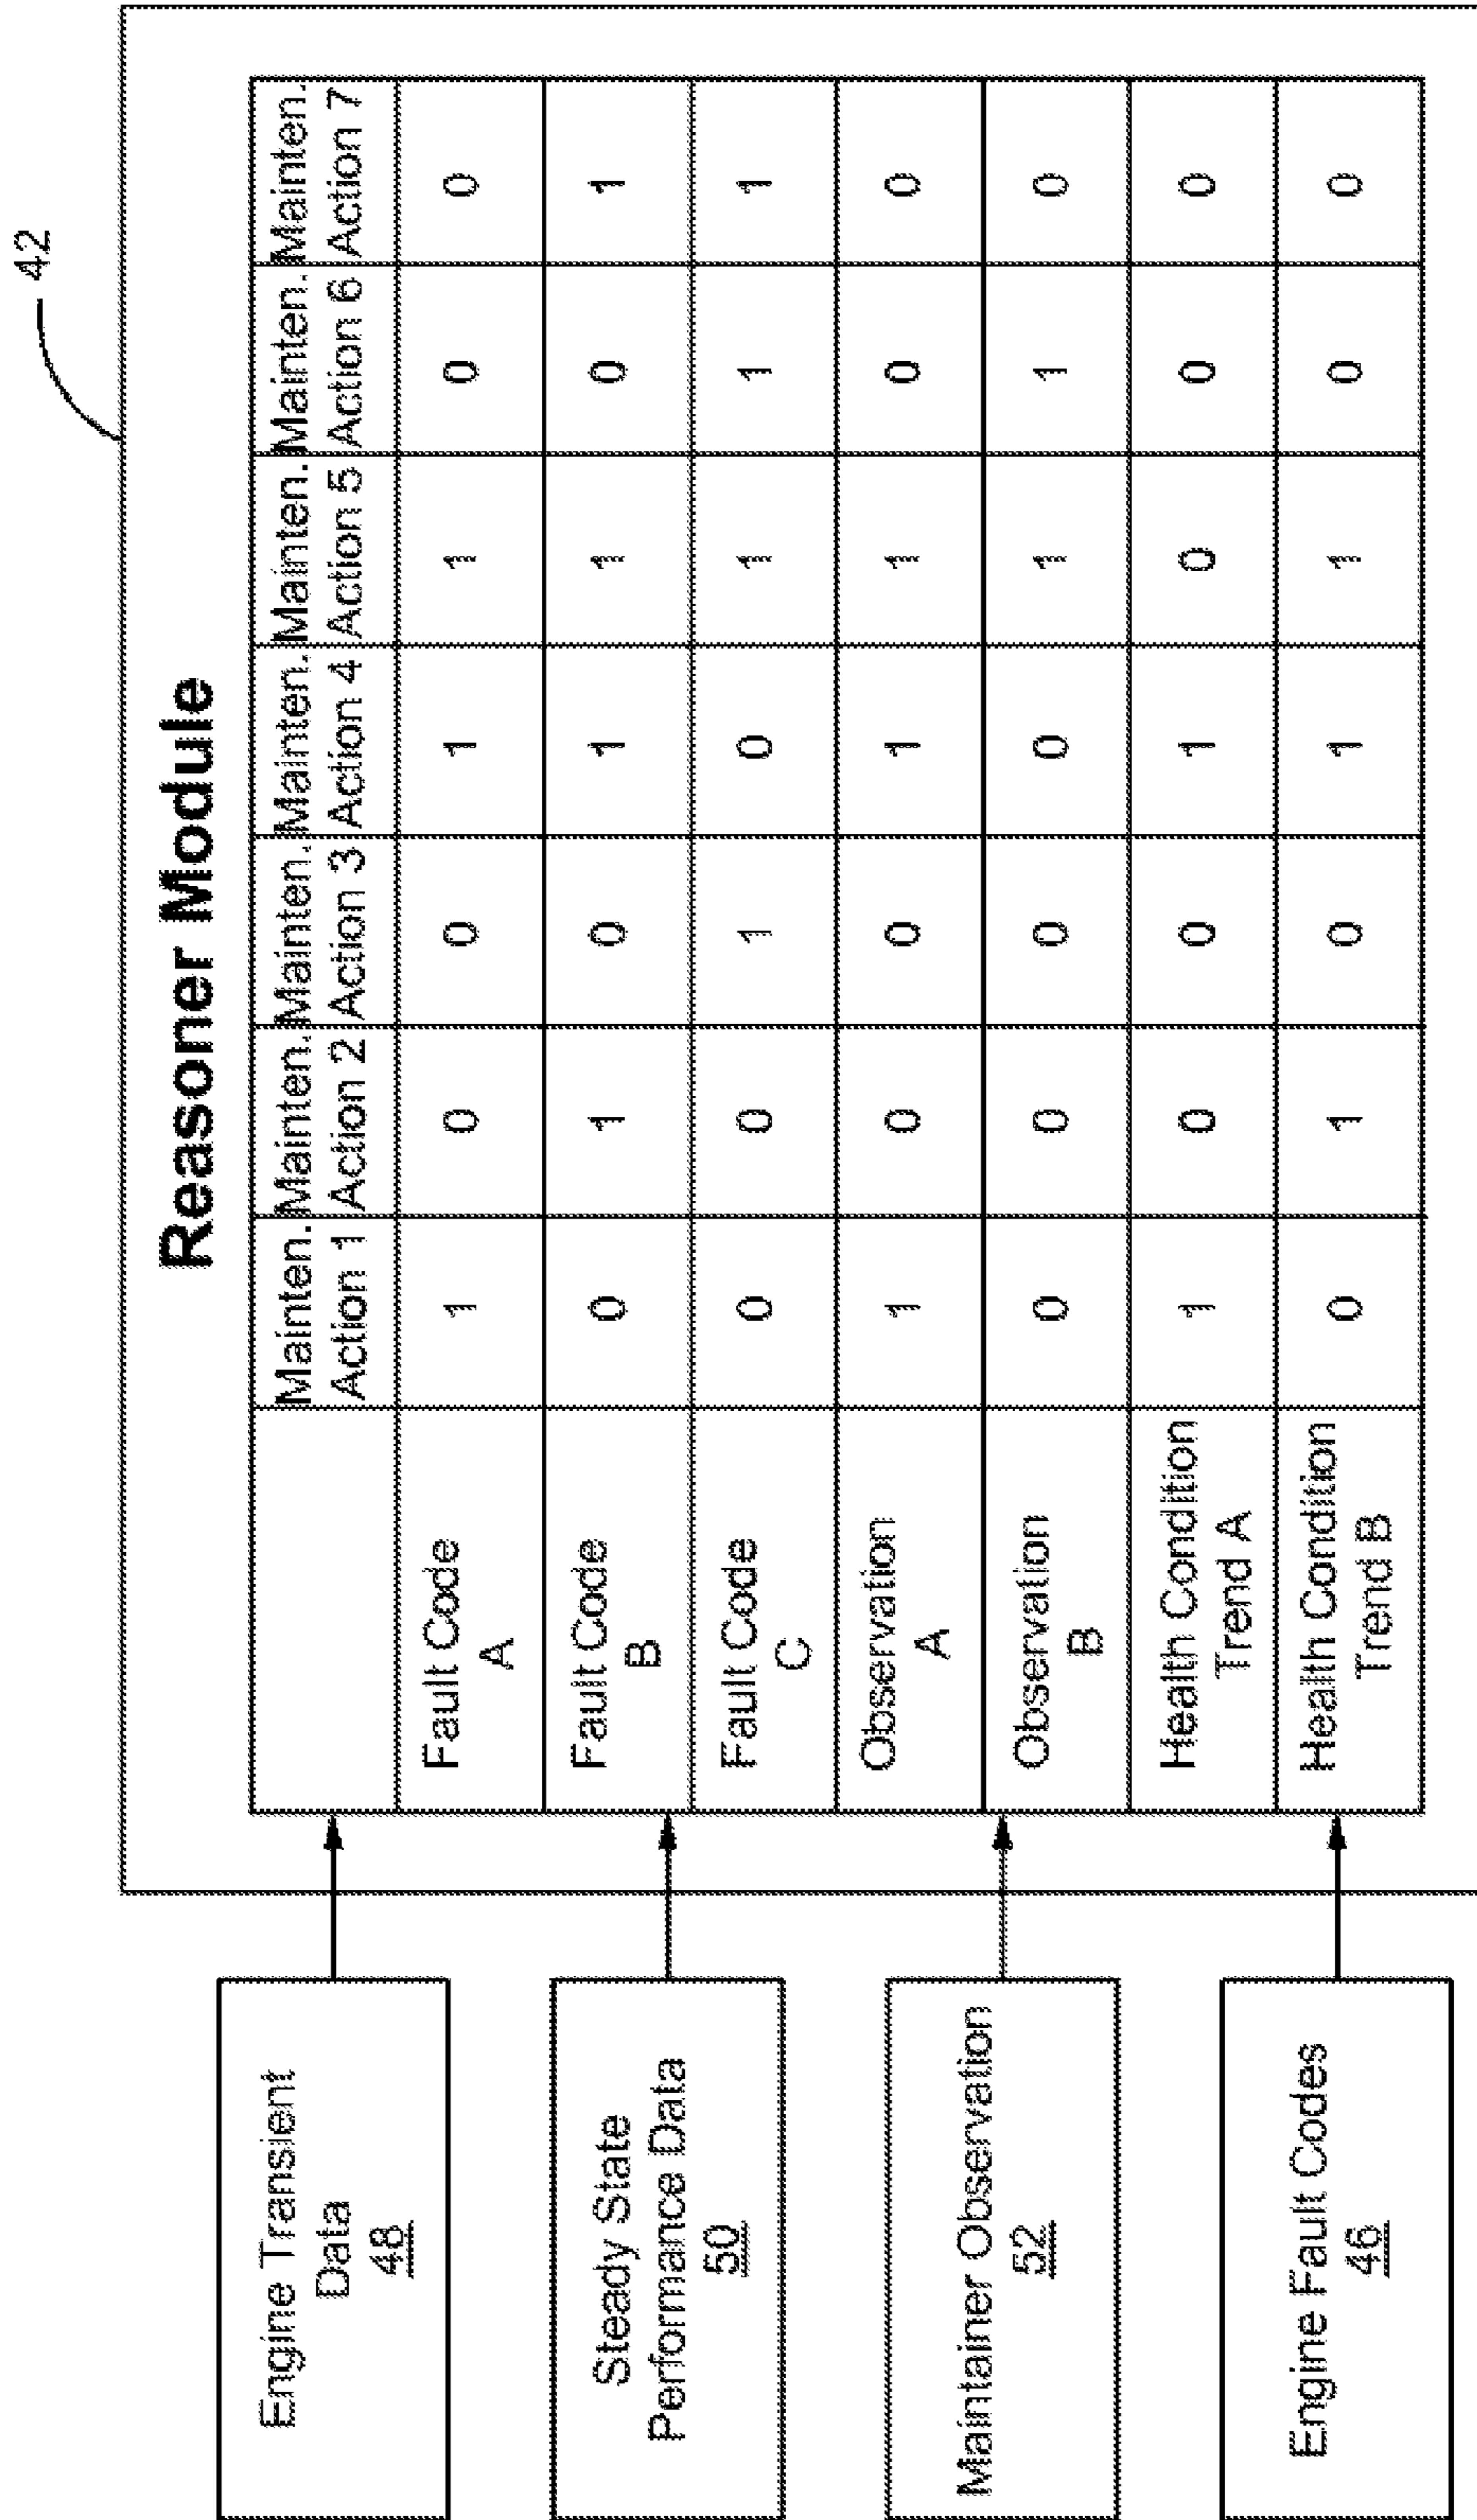 42
Reasoner Module
Engine Transient
Data
48
Steady State
Performance Data
50
Maintainer Observation
52
Engine Fault Codes
46
Mainten. Mainten. Mainten. Mainten. Mainten. Mainten. Mainten.
Action 1 Action 2 Action 3 Action 4 Action 5 Action 6 Action 7
Fault Code
A
1 0 0 1 1 0 0
Fault Code
B
0 1 0 1 1 0 1
Fault Code
C
0 0 1 0 1 1 1
Observation
A
1 0 0 1 1 0 0
Observation
B
0 0 0 0 1 1 0
Health Condition
Trend A
1 0 0 1 0 0 0
Health Condition
Trend B
0 1 0 1 1 0 0